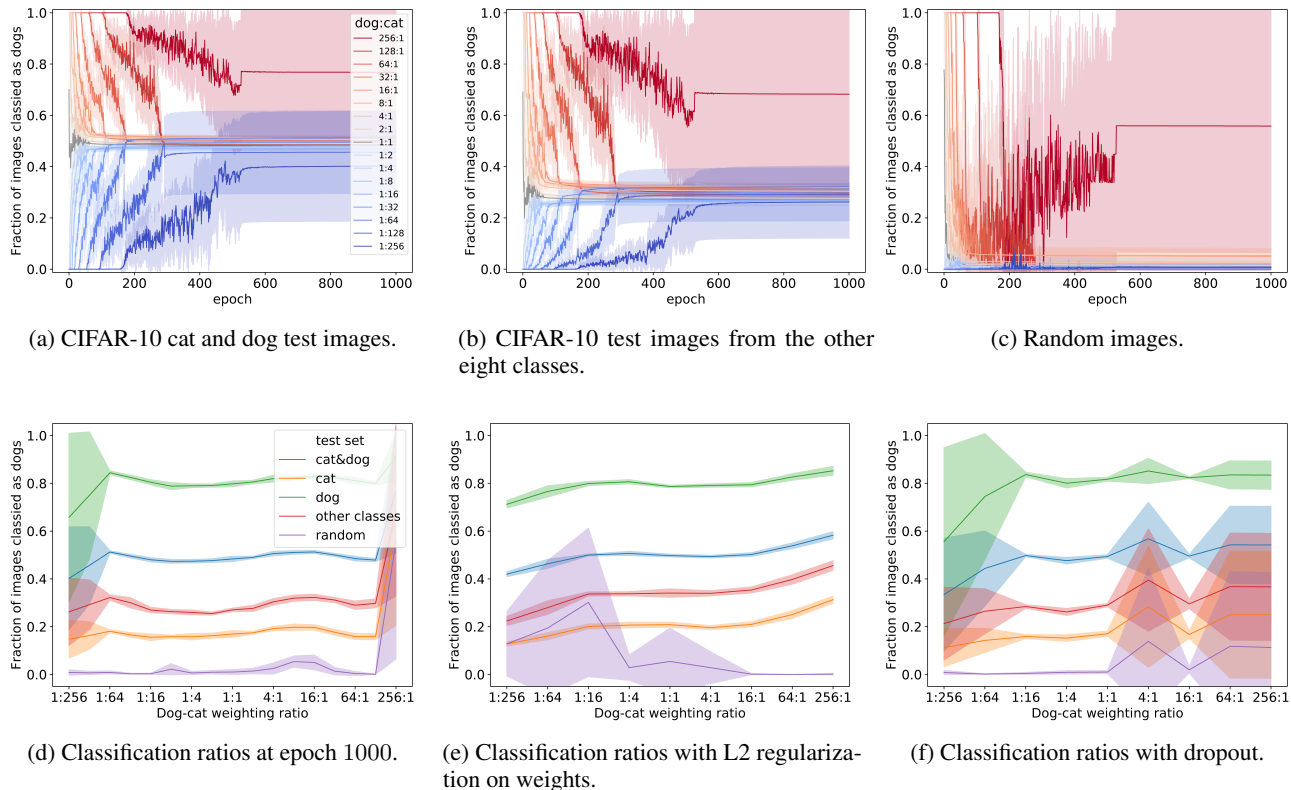 Fraction of images classied as dogs
1.0
0.8
0.6
0.4
0.2
0.0
0 200 400 600 800 1000
epoch
dog:cat
256:1
128:1
64:1
32:1
16:1
8:1
4:1
2:1
1:1
1:2
1:4
1:8
1:16
1:32
1:64
1:128
1:256
(a) CIFAR-10 cat and dog test images.
Fraction of images classied as dogs
1.0
0.8
0.6
0.4
0.2
0.0
0 200 400 600 800 1000
epoch
(b) CIFAR-10 test images from the other
eight classes.
Fraction of images classied as dogs
1.0
0.8
0.6
0.4
0.2
0.0
0 200 400 600 800 1000
epoch
(c) Random images.
Fraction of images classied as dogs
1.0
0.8
0.6
0.4
0.2
0.0
1:256 1:64 1:16 1:4 1:1 4:1 16:1 64:1 256:1
Dog-cat weighting ratio
test set
cat&dog
cat
dog
other classes
random
(d) Classification ratios at epoch 1000.
Fraction of images classied as dogs
1.0
0.8
0.6
0.4
0.2
0.0
1:256 1:64 1:16 1:4 1:1 4:1 16:1 64:1 256:1
Dog-cat weighting ratio
(e) Classification ratios with L2 regulariza-
tion on weights.
Fraction of images classied as dogs
1.0
0.8
0.6
0.4
0.2
0.0
1:256 1:64 1:16 1:4 1:1 4:1 16:1 64:1 256:1
Dog-cat weighting ratio
(f) Classification ratios with dropout.